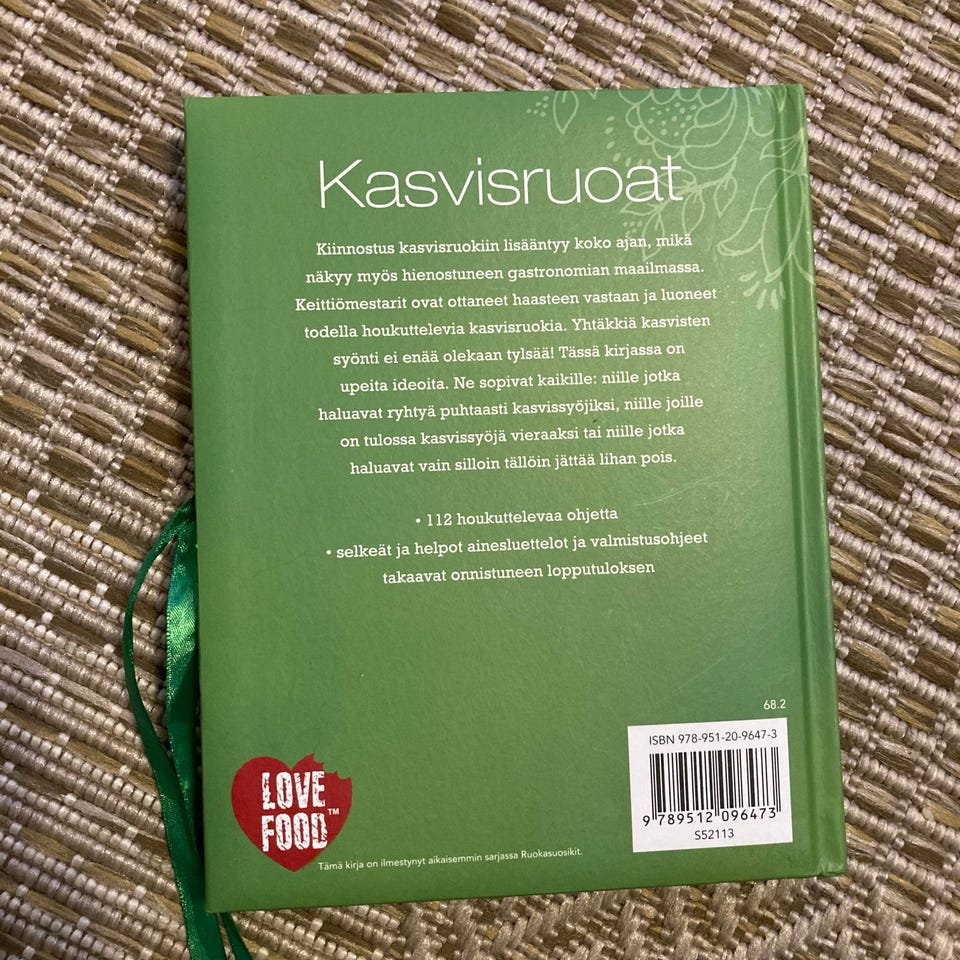 Kasvisruoat
Kiinnostus kasvisruokiin lisääntyy koko ajan, mikä
näkyy myös hienostuneen gastronomian maailmassa.
Keittiömestarit ovat ottaneet haasteen vastaan ja luoneet
todella houkuttelevia kasvisruokia. Yhtäkkiä kasvisten
syönti ei enää olekaan tylsää! Tässä kirjassa on
upeita ideoita. Ne sopivat kaikille: niille jotka
haluavat ryhtyä puhtaasti kasvissyöjiksi, niille joille
on tulossa kasvissyöjä vieraaksi tai niille jotka
haluavat vain silloin tällöin jättää lihan pois.
• 112 houkuttelevaa ohjetta
• selkeät ja helpot ainesluettelot ja valmistusohjeet
takaavat onnistuneen lopputuloksen
68.2
ISBN 978-951-20-9647-3
9 789512 096473
S52113
LOVE
FOOD™
Tämä kirja on ilmestynyt aikaisemmin sarjassa Ruokasuosikit.